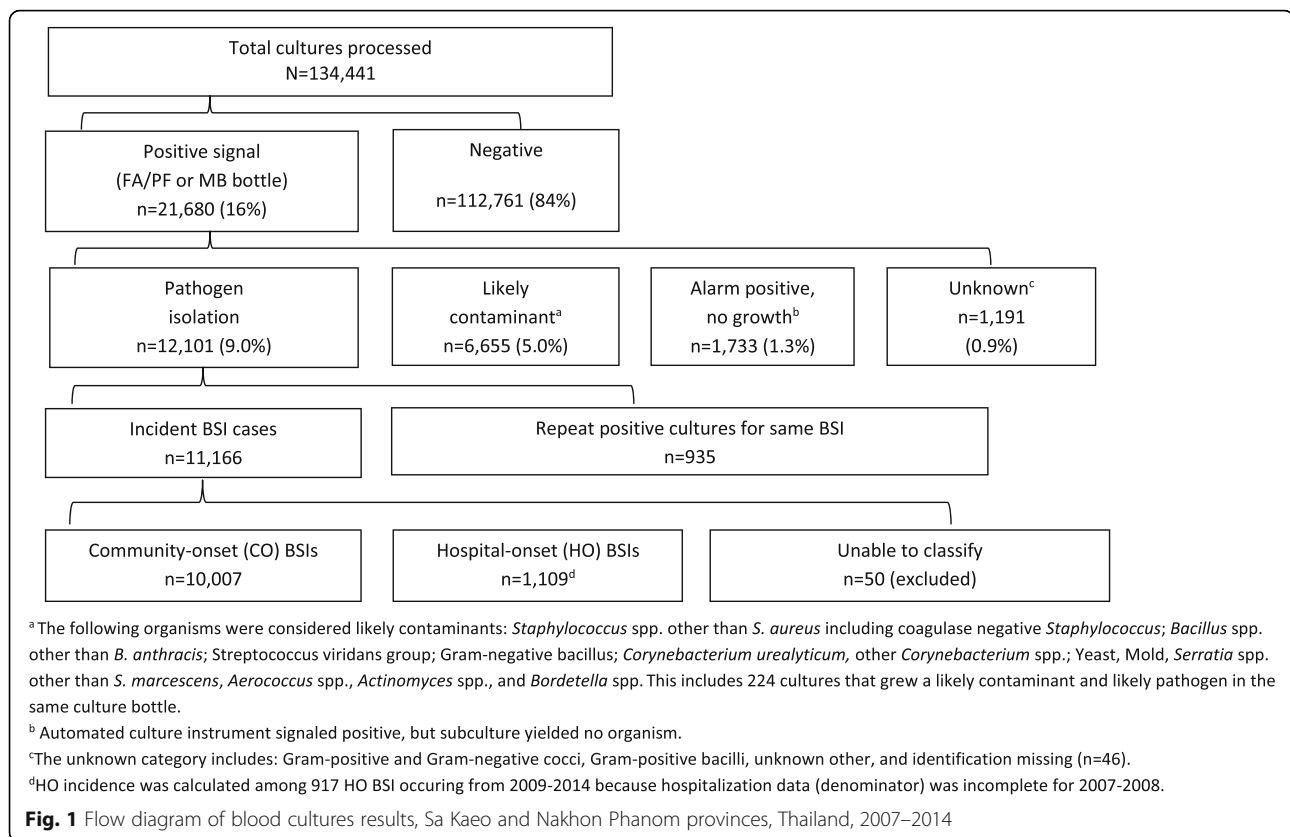 Total cultures processed
N=134,441
Positive signal
(FA/PF or MB bottle)
n=21,680 (16%)
Negative
n=112,761 (84%)
Pathogen
isolation
n=12,101 (9.0%)
Likely
contaminantᵃ
n=6,655 (5.0%)
Alarm positive,
no growthᵇ
n=1,733 (1.3%)
Unknownᶜ
n=1,191
(0.9%)
Incident BSI cases
n=11,166
Repeat positive cultures for same BSI
n=935
Community-onset (CO) BSIs
n=10,007
Hospital-onset (HO) BSIs
n=1,109ᵈ
Unable to classify
n=50 (excluded)
ᵃ The following organisms were considered likely contaminants: Staphylococcus spp. other than S. aureus including coagulase negative Staphylococcus; Bacillus spp.
other than B. anthracis; Streptococcus viridans group; Gram-negative bacillus; Corynebacterium urealyticum, other Corynebacterium spp.; Yeast, Mold, Serratia spp.
other than S. marcescens, Aerococcus spp., Actinomyces spp., and Bordetella spp. This includes 224 cultures that grew a likely contaminant and likely pathogen in the
same culture bottle.
ᵇ Automated culture instrument signaled positive, but subculture yielded no organism.
ᶜThe unknown category includes: Gram-positive and Gram-negative cocci, Gram-positive bacilli, unknown other, and identification missing (n=46).
ᵈHO incidence was calculated among 917 HO BSI occuring from 2009-2014 because hospitalization data (denominator) was incomplete for 2007-2008.
Fig. 1 Flow diagram of blood cultures results, Sa Kaeo and Nakhon Phanom provinces, Thailand, 2007–2014